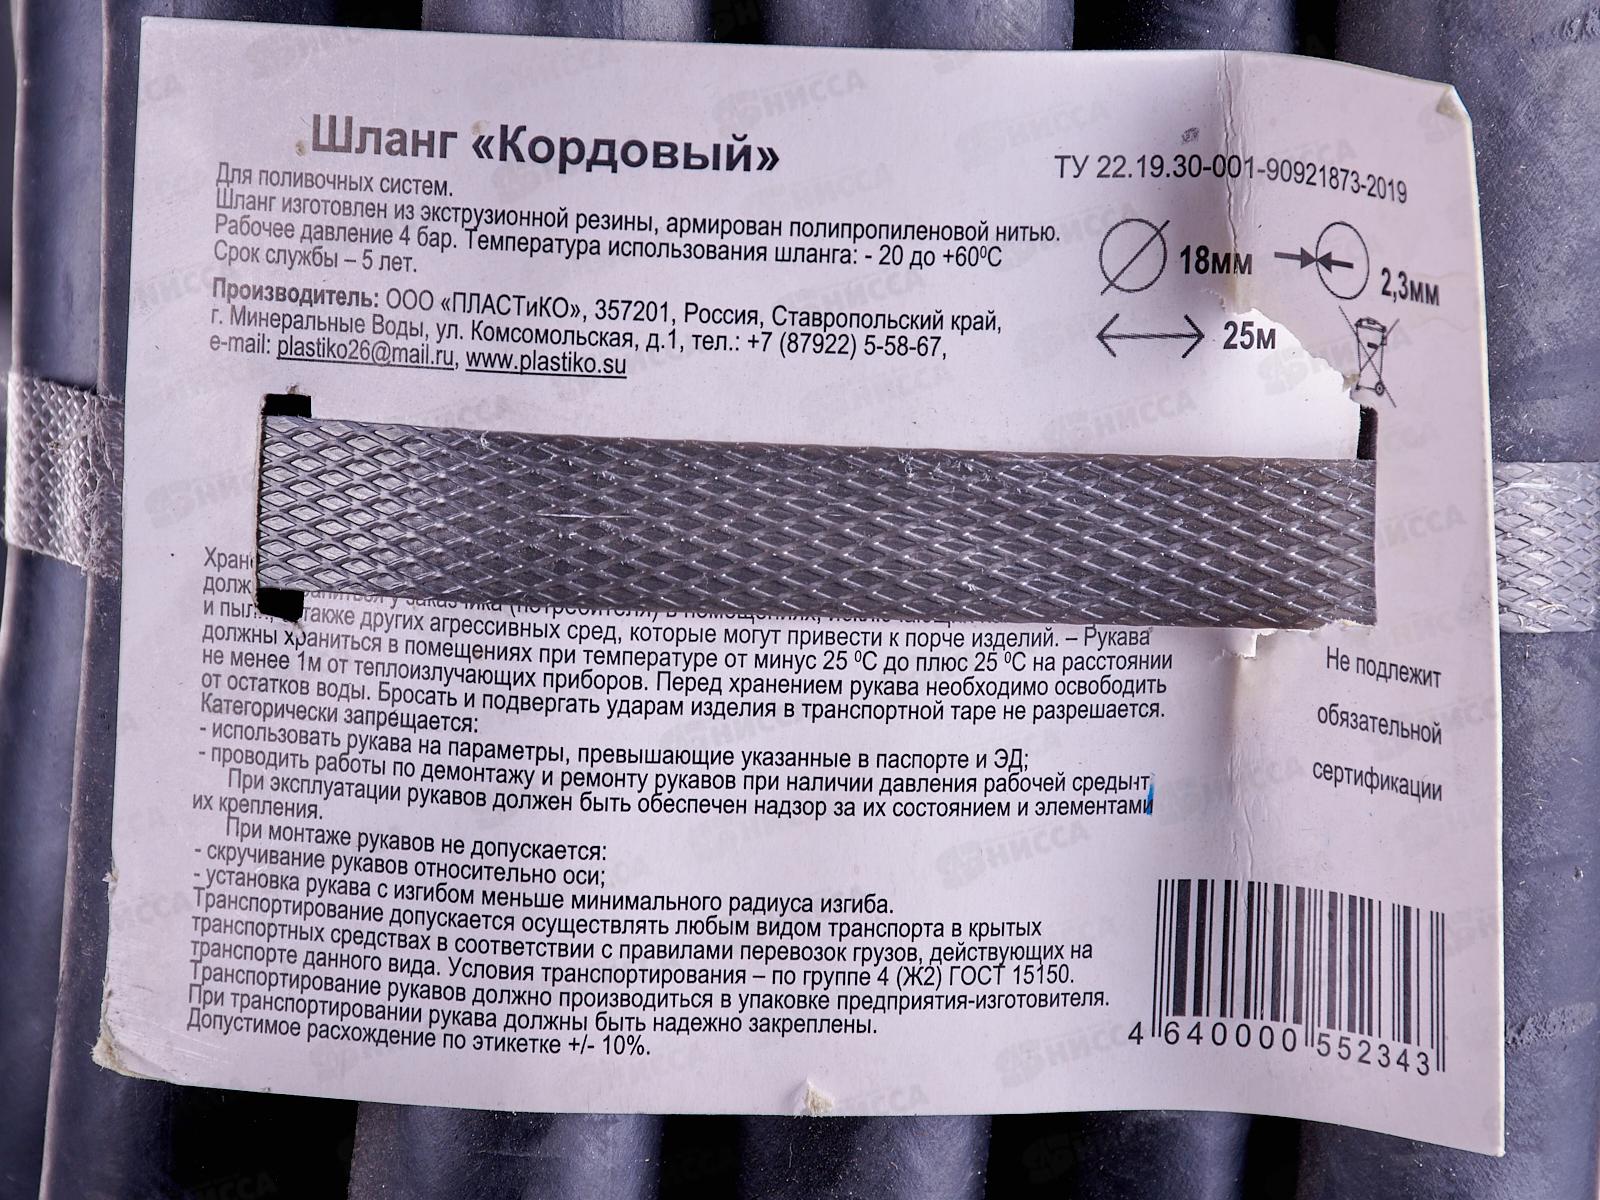 Шланг «Кордовый»
Для поливочных систем.
Шланг изготовлен из экструзионной резины, армирован полипропиленовой нитью.
Рабочее давление 4 бар. Температура использования шланга: - 20 до +60⁰С
Срок службы – 5 лет.
Производитель: ООО «ПЛАСТиКО», 357201, Россия, Ставропольский край,
г. Минеральные Воды, ул. Комсомольская, д.1, тел.: +7 (87922) 5-58-67,
e-mail: plastiko26@mail.ru, www.plastiko.su
ТУ 22.19.30-001-90921873-2019
18мм
2,3мм
25м
у заказчика (потребителя) в помещениях,
также других агрессивных сред, которые могут привести к порче изделий. – Рукава
должны храниться в помещениях при температуре от минус 25 ⁰С до плюс 25 ⁰С на расстоянии
не менее 1м от теплоизлучающих приборов. Перед хранением рукава необходимо освободить
от остатков воды. Бросать и подвергать ударам изделия в транспортной таре не разрешается.
Категорически запрещается:
- использовать рукава на параметры, превышающие указанные в паспорте и ЭД;
- проводить работы по демонтажу и ремонту рукавов при наличии давления рабочей средынт
При эксплуатации рукавов должен быть обеспечен надзор за их состоянием и элементами
их крепления.
При монтаже рукавов не допускается:
- скручивание рукавов относительно оси;
- установка рукава с изгибом меньше минимального радиуса изгиба.
Транспортирование допускается осуществлять любым видом транспорта в крытых
транспортных средствах в соответствии с правилами перевозок грузов, действующих на
транспорте данного вида. Условия транспортирования – по группе 4 (Ж2) ГОСТ 15150.
Транспортирование рукавов должно производиться в упаковке предприятия-изготовителя.
При транспортировании рукава должны быть надежно закреплены.
Допустимое расхождение по этикетке +/- 10%.
Не подлежит
обязательной
сертификации
4 640000 552343